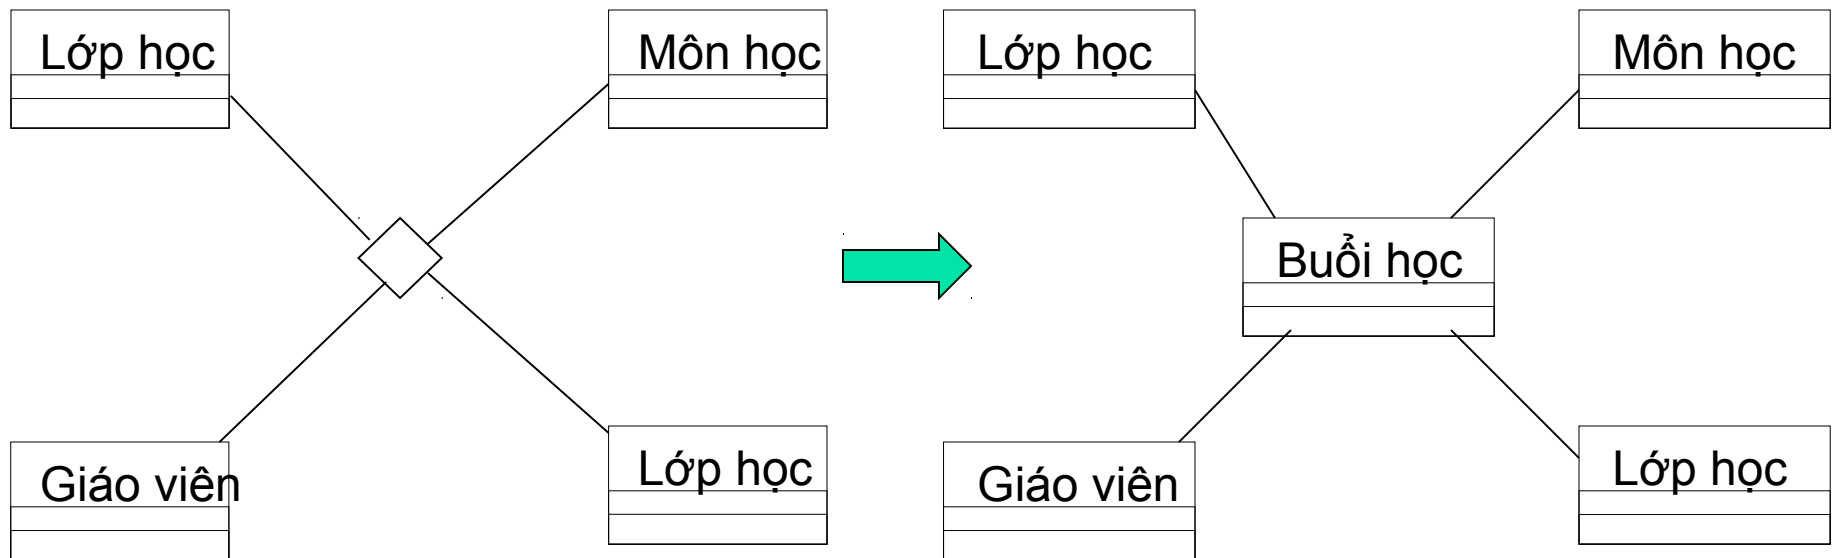 Lớp học
Môn học
Giáo viên
Lớp học
Lớp học
Môn học
Buổi học
Giáo viên
Lớp học